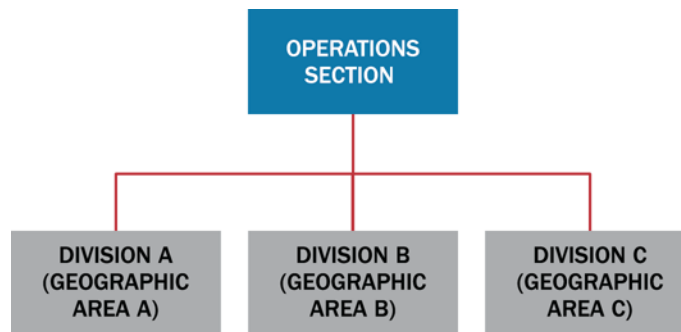 OPERATIONS
SECTION
DIVISION A
(GEOGRAPHIC
AREA A)
DIVISION B
(GEOGRAPHIC
AREA B)
DIVISION C
(GEOGRAPHIC
AREA C)